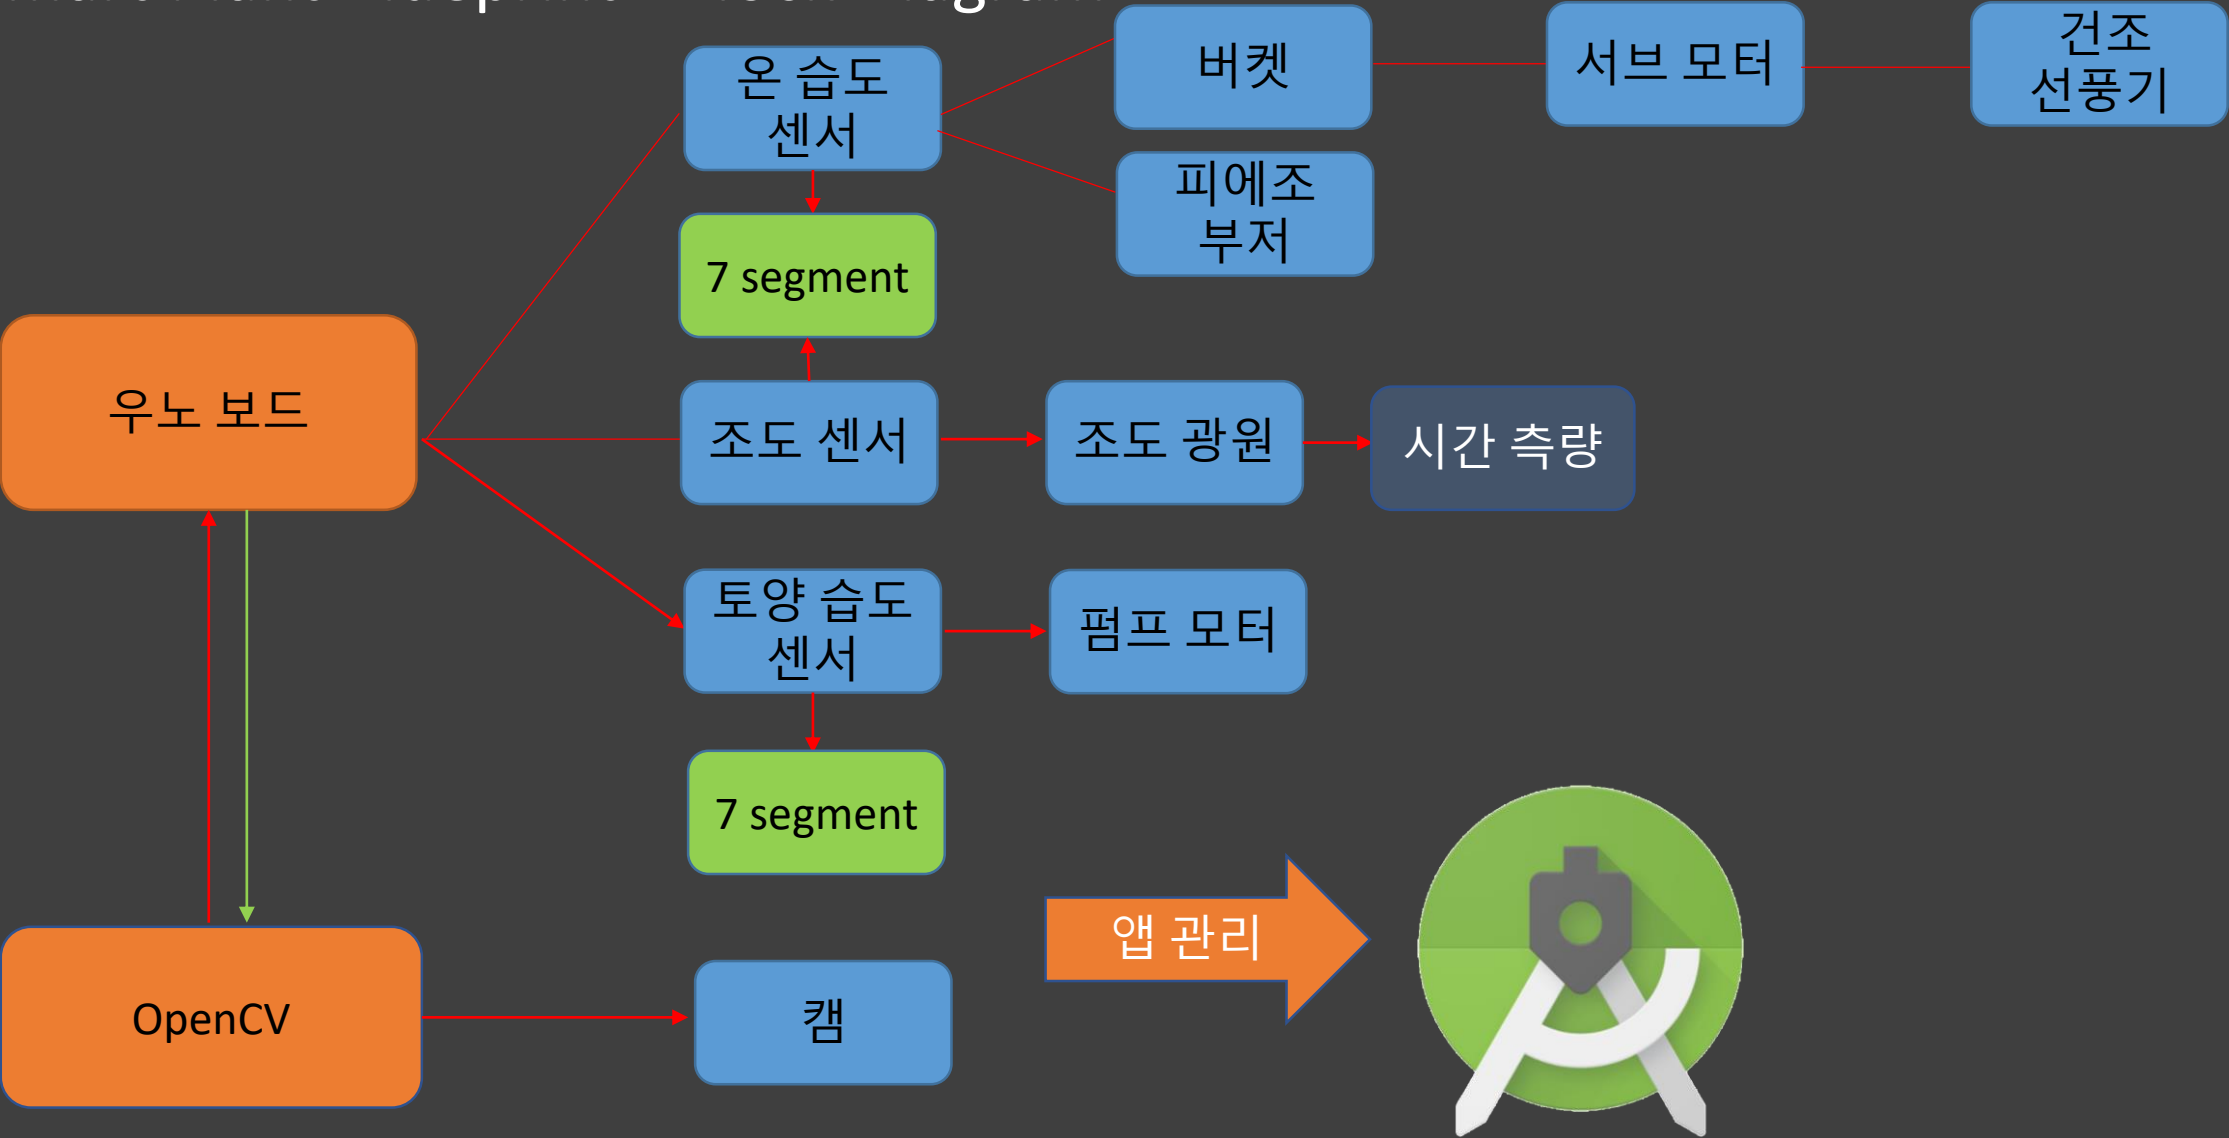 버켓
서브 모터
건조
선풍기
온 습도
센서
피에조
부저
7 segment
우노 보드
조도 센서
조도 광원
시간 측량
토양 습도
센서
펌프 모터
7 segment
앱 관리
OpenCV
캠